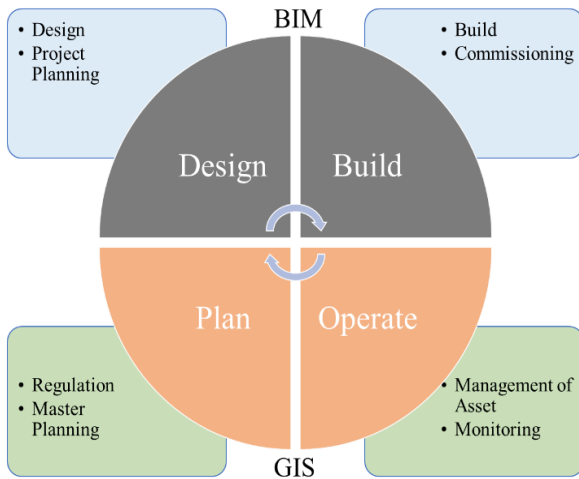 BIM
• Design
• Project
Planning
• Build
• Commissioning
Design
Build
Plan
Operate
• Regulation
• Master
Planning
• Management of
Asset
• Monitoring
GIS